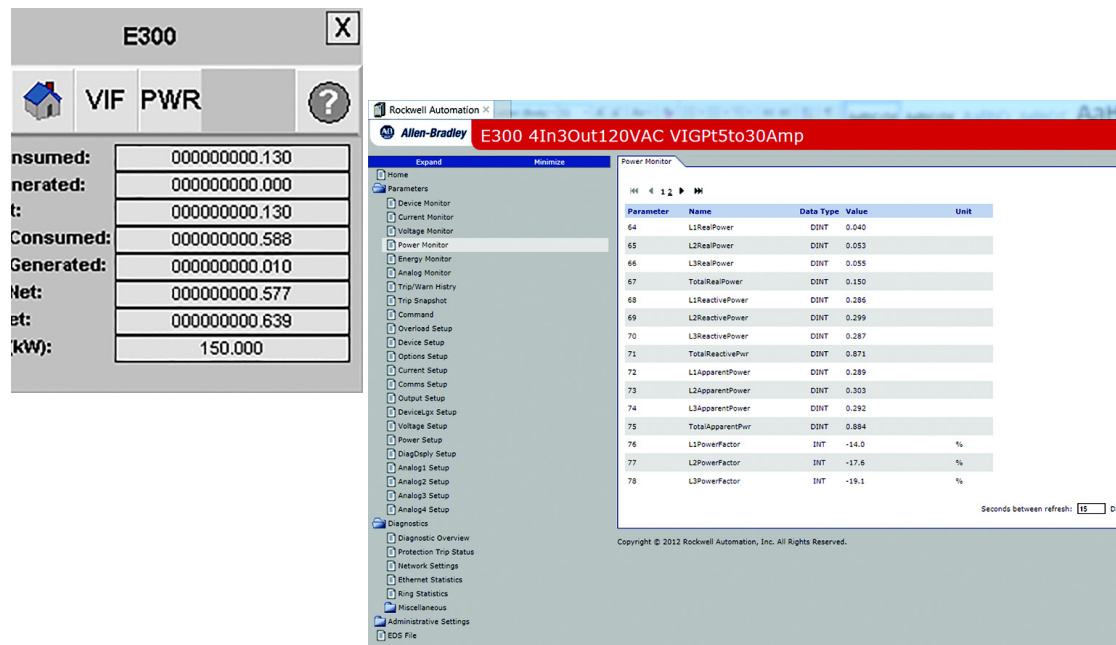 E300
X
VIF PWR
?
nsumed: 000000000.130
nerated: 000000000.000
t: 000000000.130
Consumed: 000000000.588
Generated: 000000000.010
Net: 000000000.577
et: 000000000.639
(kW): 150.000
Rockwell Automation ×
AB Allen-Bradley E300 4In3Out120VAC VIGPt5to30Amp
Expand Minimize
Home
Parameters
Device Monitor
Current Monitor
Voltage Monitor
Power Monitor
Energy Monitor
Analog Monitor
Trip/Warn Histry
Trip Snapshot
Command
Overload Setup
Device Setup
Options Setup
Current Setup
Comms Setup
Output Setup
DeviceLgx Setup
Voltage Setup
Power Setup
DiagDsply Setup
Analog1 Setup
Analog2 Setup
Analog3 Setup
Analog4 Setup
Diagnostics
Diagnostic Overview
Protection Trip Status
Network Settings
Ethernet Statistics
Ring Statistics
Miscellaneous
Administrative Settings
EDS File
Power Monitor
1 2
Parameter Name Data Type Value Unit
64 L1RealPower DINT 0.040
65 L2RealPower DINT 0.053
66 L3RealPower DINT 0.055
67 TotalRealPower DINT 0.150
68 L1ReactivePower DINT 0.286
69 L2ReactivePower DINT 0.299
70 L3ReactivePower DINT 0.287
71 TotalReactivePwr DINT 0.871
72 L1ApparentPower DINT 0.289
73 L2ApparentPower DINT 0.303
74 L3ApparentPower DINT 0.292
75 TotalApparentPwr DINT 0.884
76 L1PowerFactor INT -14.0 %
77 L2PowerFactor INT -17.6 %
78 L3PowerFactor INT -19.1 %
Seconds between refresh: 15 D
Copyright © 2012 Rockwell Automation, Inc. All Rights Reserved.